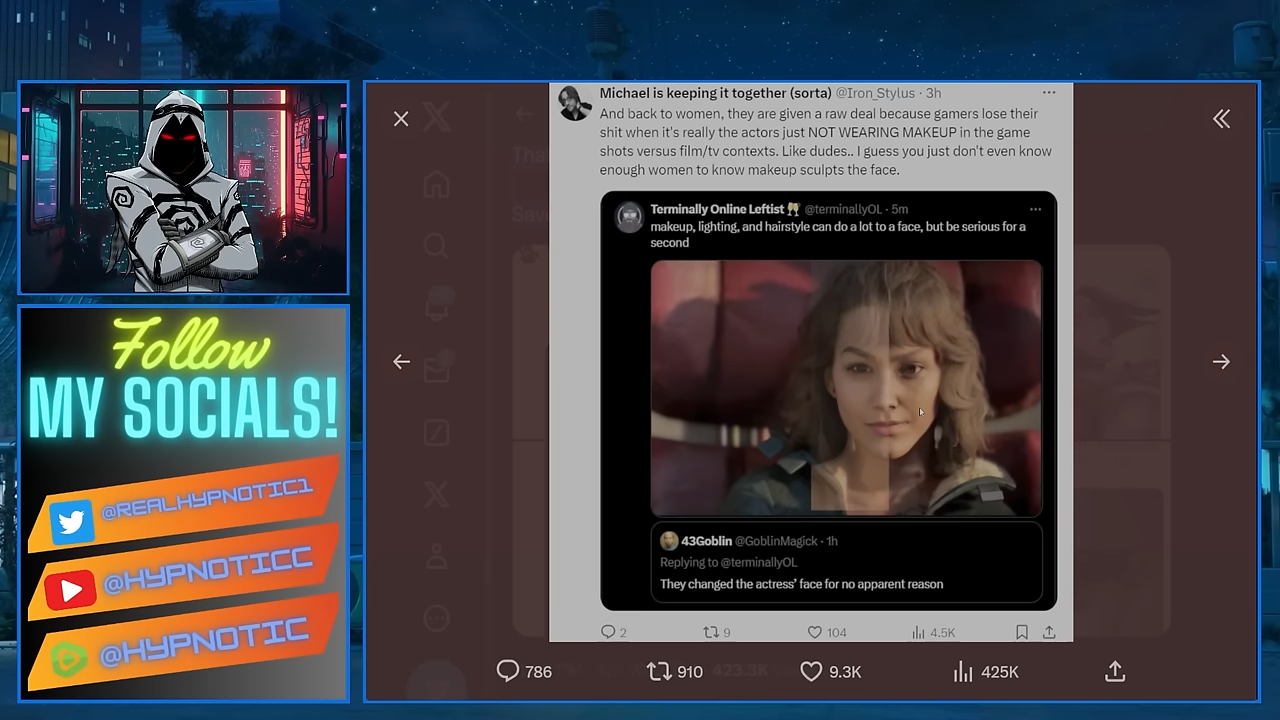 Michael is keeping it together (sorta) @Iron_Stylus · 3h
And back to women, they are given a raw deal because gamers lose their
shit when it's really the actors just NOT WEARING MAKEUP in the game
shots versus film/tv contexts. Like dudes.. I guess you just don't even know
enough women to know makeup sculpts the face.
Terminally Online Leftist @terminallyOL · 5m
makeup, lighting, and hairstyle can do a lot to a face, but be serious for a
second
43Goblin @GoblinMagick · 1h
Replying to @terminallyOL
They changed the actress' face for no apparent reason
2 9 104 4.5K
786 910 9.3K 425K
Follow
MY SOCIALS!
@REALHYPNOTIC1
@HYPNOTICC
@HYPNOTIC